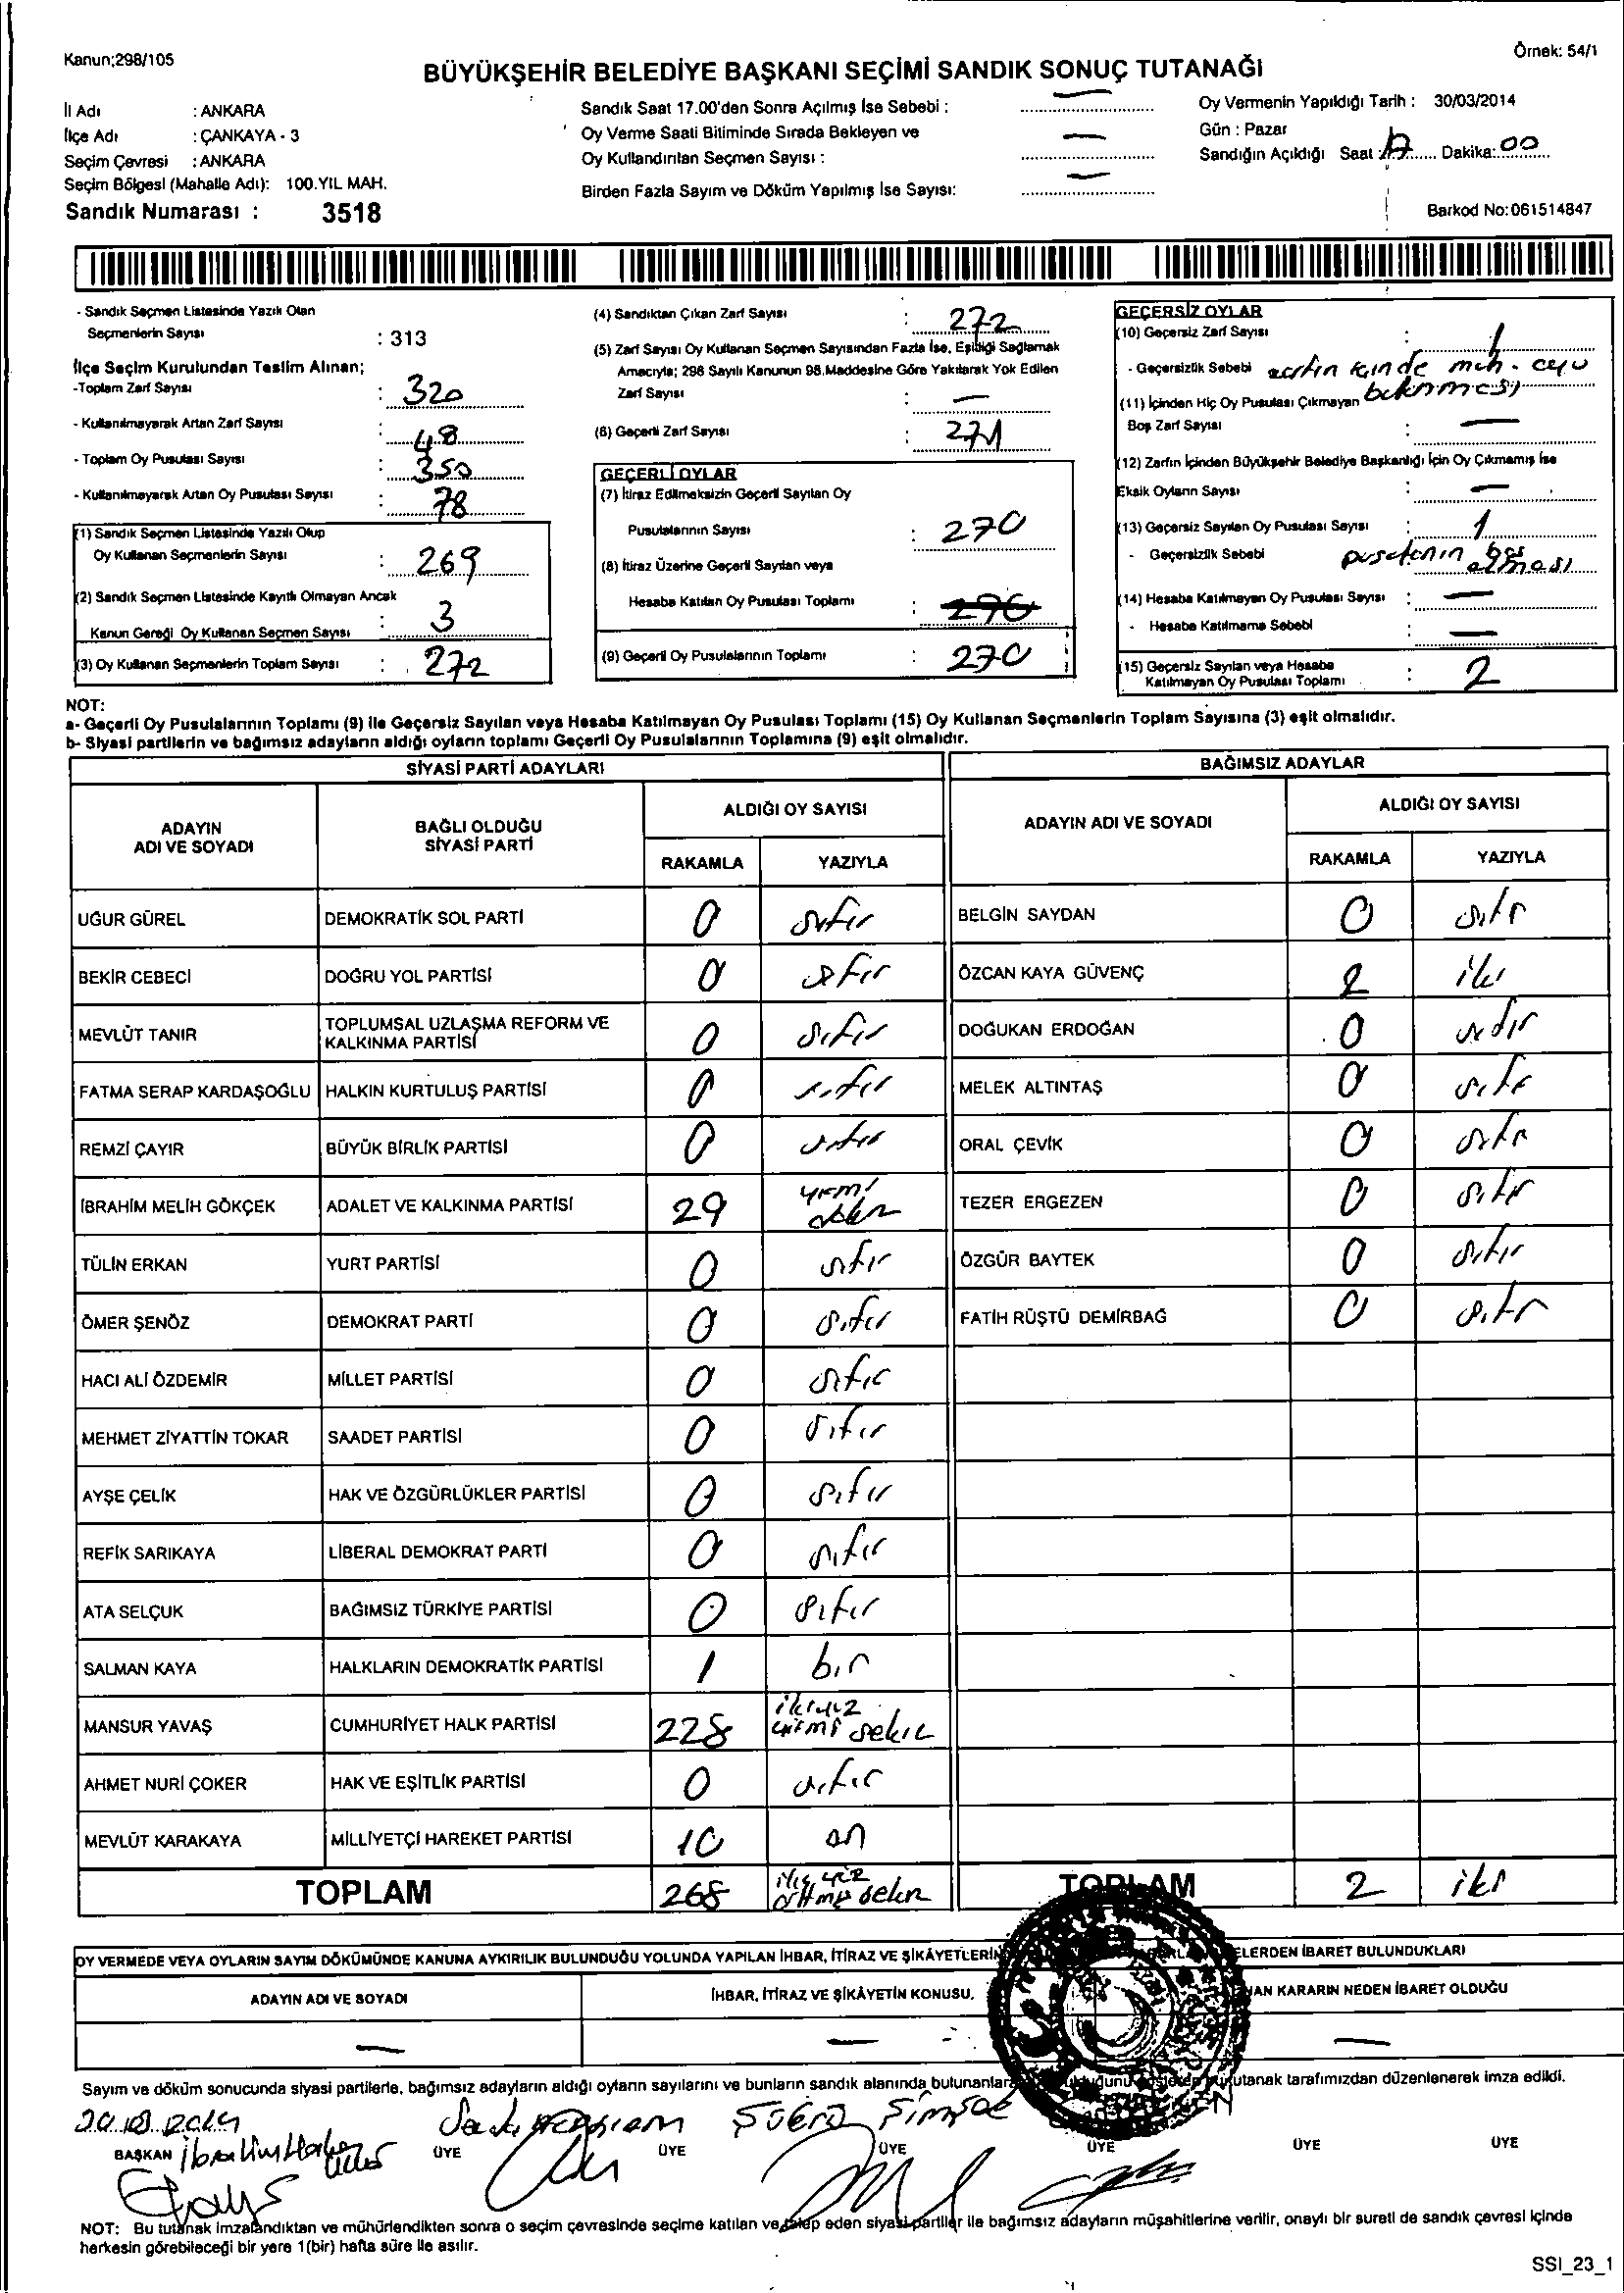 Kanun;298/105
Örnek: 54/1
BÜYÜKŞEHİR BELEDİYE BAŞKANI SEÇİMİ SANDIK SONUÇ TUTANAĞI
İl Adı : ANKARA
İlçe Adı : ÇANKAYA - 3
Seçim Çevresi : ANKARA
Seçim Bölgesi (Mahalle Adı): 100.YIL MAH.
Sandık Numarası : 3518
Sandık Saat 17.00'den Sonra Açılmış İse Sebebi : —
Oy Verme Saati Bitiminde Sırada Bekleyen ve
Oy Kullandırılan Seçmen Sayısı : —
Birden Fazla Sayım ve Döküm Yapılmış İse Sayısı: —
Oy Vermenin Yapıldığı Tarih : 30/03/2014
Gün : Pazar
Sandığın Açıldığı Saat : 17 Dakika: 00
Barkod No:061514847
- Sandık Seçmen Listesinde Yazılı Olan
Seçmenlerin Sayısı : 313
İlçe Seçim Kurulundan Teslim Alınan;
-Toplam Zarf Sayısı : 320
- Kullanılmayarak Artan Zarf Sayısı : 48
- Toplam Oy Pusulası Sayısı : 350
- Kullanılmayarak Artan Oy Pusulası Sayısı : 78
(1) Sandık Seçmen Listesinde Yazılı Olup
Oy Kullanan Seçmenlerin Sayısı : 269
(2) Sandık Seçmen Listesinde Kayıtlı Olmayan Ancak
Kanun Gereği Oy Kullanan Seçmen Sayısı : 3
(3) Oy Kullanan Seçmenlerin Toplam Sayısı : 272
(4) Sandıktan Çıkan Zarf Sayısı : 272
(5) Zarf Sayısı Oy Kullanan Seçmen Sayısından Fazla İse, Eşitliği Sağlamak
Amacıyla; 298 Sayılı Kanunun 98.Maddesine Göre Yakılarak Yok Edilen
Zarf Sayısı : —
(6) Geçerli Zarf Sayısı : 271
GEÇERLİ OYLAR
(7) İtiraz Edilmeksizin Geçerli Sayılan Oy
Pusulalarının Sayısı : 270
(8) İtiraz Üzerine Geçerli Sayılan veya
Hesaba Katılan Oy Pusulası Toplamı : 270
(9) Geçerli Oy Pusulalarının Toplamı : 270
GEÇERSİZ OYLAR
(10) Geçersiz Zarf Sayısı : 1
- Geçersizlik Sebebi zarfın içinde
(11) İçinden Hiç Oy Pusulası Çıkmayan
Boş Zarf Sayısı : —
(12) Zarfın İçinden Büyükşehir Belediye Başkanlığı İçin Oy Çıkmamış İse
Eksik Oyların Sayısı : —
(13) Geçersiz Sayılan Oy Pusulası Sayısı : 1
- Geçersizlik Sebebi boş
olması
(14) Hesaba Katılmayan Oy Pusulası Sayısı : —
- Hesaba Katılmama Sebebi : —
(15) Geçersiz Sayılan veya Hesaba
Katılmayan Oy Pusulası Toplamı : 2
NOT:
a- Geçerli Oy Pusulalarının Toplamı (9) ile Geçersiz Sayılan veya Hesaba Katılmayan Oy Pusulası Toplamı (15) Oy Kullanan Seçmenlerin Toplam Sayısına (3) eşit olmalıdır.
b- Siyasi partilerin ve bağımsız adayların aldığı oyların toplamı Geçerli Oy Pusulalarının Toplamına (9) eşit olmalıdır.
SİYASİ PARTİ ADAYLARI
ADAYIN ADI VE SOYADI
BAĞLI OLDUĞU SİYASİ PARTİ
ALDIĞI OY SAYISI
RAKAMLA YAZIYLA
UĞUR GÜREL DEMOKRATİK SOL PARTİ 0 sıfır
BEKİR CEBECİ DOĞRU YOL PARTİSİ 0 sıfır
MEVLÜT TANIR TOPLUMSAL UZLAŞMA REFORM VE KALKINMA PARTİSİ 0 sıfır
FATMA SERAP KARDAŞOĞLU HALKIN KURTULUŞ PARTİSİ 0 sıfır
REMZİ ÇAYIR BÜYÜK BİRLİK PARTİSİ 0 sıfır
İBRAHİM MELİH GÖKÇEK ADALET VE KALKINMA PARTİSİ 29 yirmi dokuz
TÜLİN ERKAN YURT PARTİSİ 0 sıfır
ÖMER ŞENÖZ DEMOKRAT PARTİ 0 sıfır
HACI ALİ ÖZDEMİR MİLLET PARTİSİ 0 sıfır
MEHMET ZİYATTİN TOKAR SAADET PARTİSİ 0 sıfır
AYŞE ÇELİK HAK VE ÖZGÜRLÜKLER PARTİSİ 0 sıfır
REFİK SARIKAYA LİBERAL DEMOKRAT PARTİ 0 sıfır
ATA SELÇUK BAĞIMSIZ TÜRKİYE PARTİSİ 0 sıfır
SALMAN KAYA HALKLARIN DEMOKRATİK PARTİSİ 1 bir
MANSUR YAVAŞ CUMHURİYET HALK PARTİSİ 228 ikiyüz yirmi sekiz
AHMET NURİ ÇOKER HAK VE EŞİTLİK PARTİSİ 0 sıfır
MEVLÜT KARAKAYA MİLLİYETÇİ HAREKET PARTİSİ 10 on
TOPLAM 268 ikiyüz altmış sekiz
BAĞIMSIZ ADAYLAR
ADAYIN ADI VE SOYADI
ALDIĞI OY SAYISI
RAKAMLA YAZIYLA
BELGİN SAYDAN 0 sıfır
ÖZCAN KAYA GÜVENÇ 2 iki
DOĞUKAN ERDOĞAN 0 sıfır
MELEK ALTINTAŞ 0 sıfır
ORAL ÇEVİK 0 sıfır
TEZER ERGEZEN 0 sıfır
ÖZGÜR BAYTEK 0 sıfır
FATİH RÜŞTÜ DEMİRBAĞ 0 sıfır
TOPLAM 2 iki
OY VERMEDE VEYA OYLARIN SAYIM DÖKÜMÜNDE KANUNA AYKIRILIK BULUNDUĞU YOLUNDA YAPILAN İHBAR, İTİRAZ VE ŞİKÂYETLERİN ELERDEN İBARET BULUNDUKLARI
ADAYIN ADI VE SOYADI İHBAR, İTİRAZ VE ŞİKÂYETİN KONUSU, KARARIN NEDEN İBARET OLDUĞU
— — —
Sayım ve döküm sonucunda siyasi partilerle, bağımsız adayların aldığı oyların sayılarını ve bunların sandık alanında tutanak tarafımızdan düzenlenerek imza edildi.
BAŞKAN ÜYE ÜYE ÜYE ÜYE ÜYE ÜYE
NOT: Bu tutanak imzalandıktan ve mühürlendikten sonra o seçim çevresinde seçime katılan ve talep eden siyasi partiler ile bağımsız adayların müşahitlerine verilir, onaylı bir sureti de sandık çevresi içinde
herkesin görebileceği bir yere 1(bir) hafta süre ile asılır.
SSI_23_1